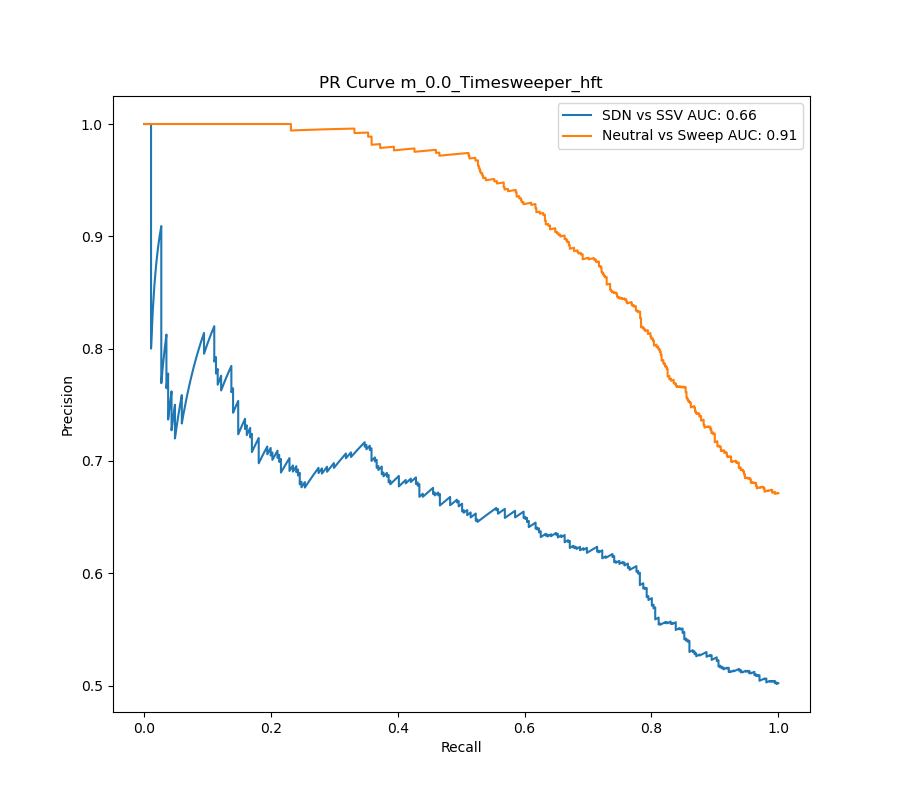 PR Curve m_0.0_Timesweeper_hft
SDN vs SSV AUC: 0.66
Neutral vs Sweep AUC: 0.91
1.0
0.9
0.8
0.7
0.6
0.5
Precision
0.0 0.2 0.4 0.6 0.8 1.0
Recall